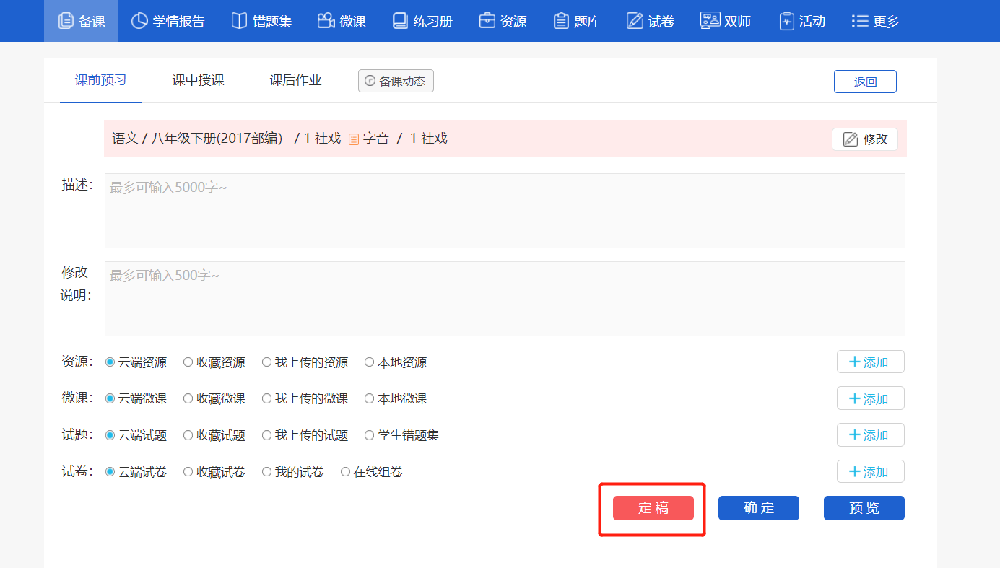 备课 学情报告 错题集 微课 练习册 资源 题库 试卷 双师 活动 更多
课前预习 课中授课 课后作业 备课动态 返回
语文 / 八年级下册(2017部编） / 1 社戏 字音 / 1 社戏 修改
描述： 最多可输入5000字~
修改 最多可输入500字~
说明：
资源： 云端资源 收藏资源 我上传的资源 本地资源 添加
微课： 云端微课 收藏微课 我上传的微课 本地微课 添加
试题： 云端试题 收藏试题 我上传的试题 学生错题集 添加
试卷： 云端试卷 收藏试卷 我的试卷 在线组卷 添加
定稿 确定 预览